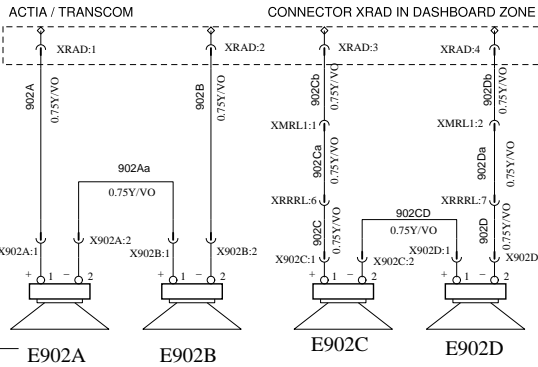 ACTIA / TRANSCOM
CONNECTOR XRAD IN DASHBOARD ZONE
XRAD:1
XRAD:2
XRAD:3
XRAD:4
902A
0.75Y/VO
902B
0.75Y/VO
902Cb
0.75Y/VO
902Db
0.75Y/VO
XMRL1:1
XMRL1:2
902Ca
0.75Y/VO
902Da
0.75Y/VO
902Aa
0.75Y/VO
XRRRL:6
XRRRL:7
902C
0.75Y/VO
902CD
0.75Y/VO
902D
0.75Y/VO
X902A:1
X902A:2
X902B:1
X902B:2
X902C:1
X902C:2
X902D:1
X902D
+ 1 − 2
+ 1 − 2
+ 1 − 2
+ 1 − 2
E902A
E902B
E902C
E902D